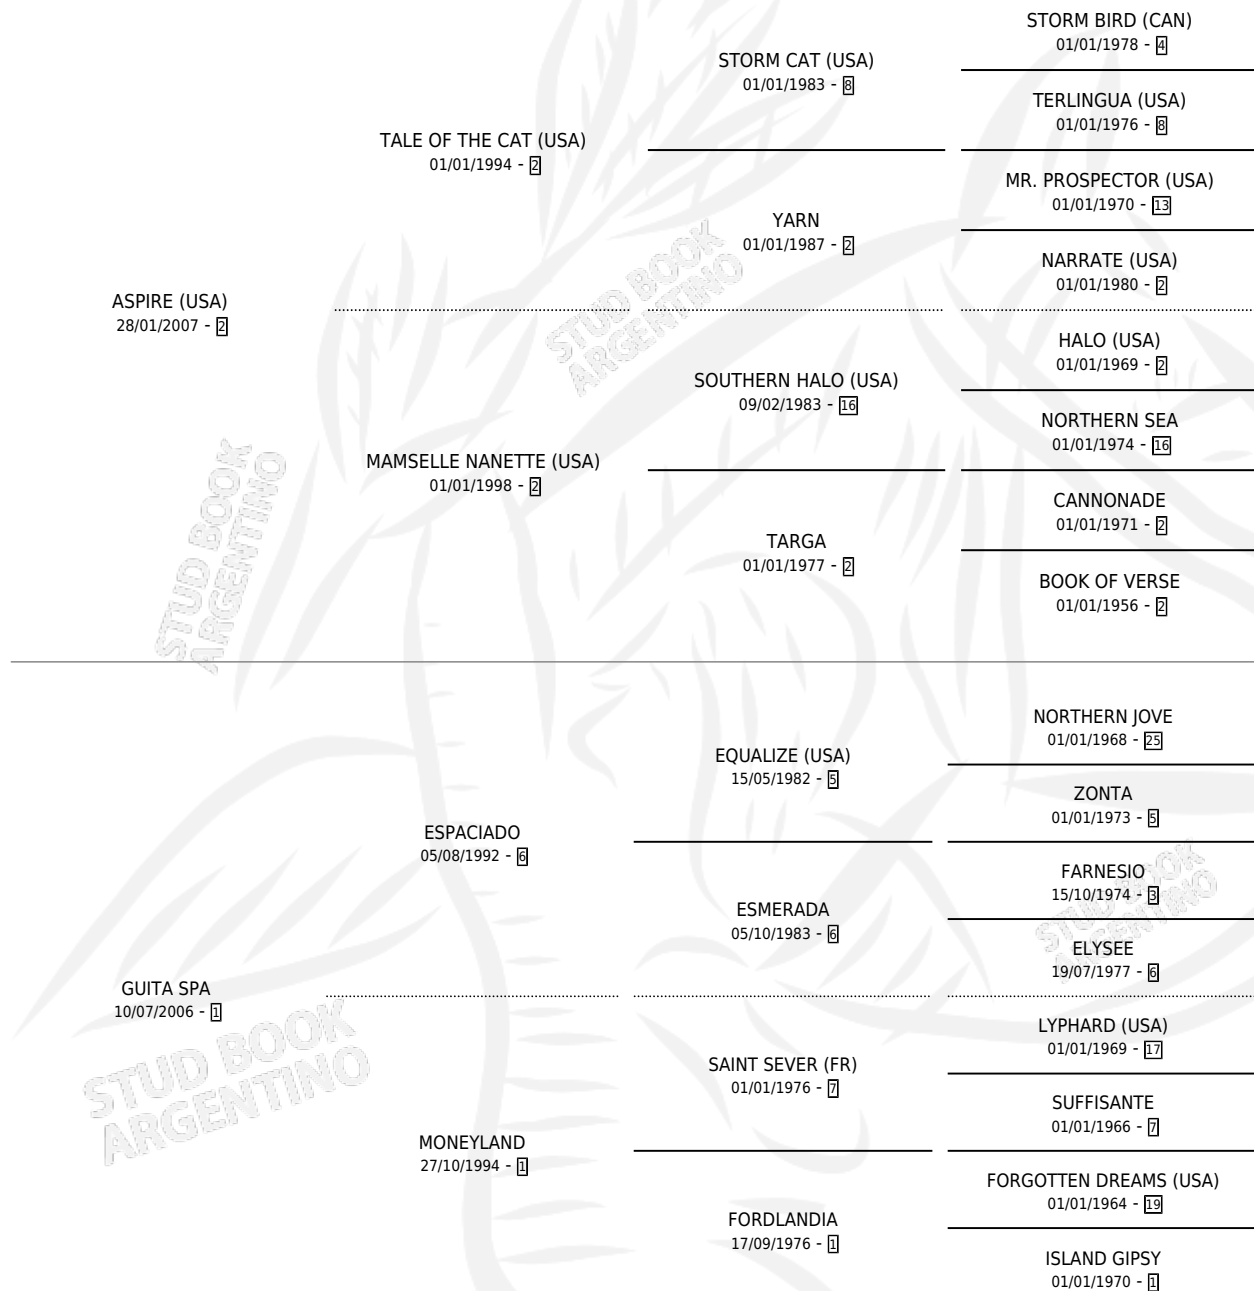 STORM BIRD (CAN)
01/01/1978 - 4
STORM CAT (USA)
01/01/1983 - 8
TERLINGUA (USA)
01/01/1976 - 8
TALE OF THE CAT (USA)
01/01/1994 - 2
MR. PROSPECTOR (USA)
01/01/1970 - 13
YARN
01/01/1987 - 2
NARRATE (USA)
01/01/1980 - 2
ASPIRE (USA)
28/01/2007 - 2
HALO (USA)
01/01/1969 - 2
SOUTHERN HALO (USA)
09/02/1983 - 16
NORTHERN SEA
01/01/1974 - 16
MAMSELLE NANETTE (USA)
01/01/1998 - 2
CANNONADE
01/01/1971 - 2
TARGA
01/01/1977 - 2
BOOK OF VERSE
01/01/1956 - 2
STUD BOOK
ARGENTINO
STUD BOOK
ARGENTINO
NORTHERN JOVE
01/01/1968 - 25
EQUALIZE (USA)
15/05/1982 - 5
ZONTA
01/01/1973 - 5
ESPACIADO
05/08/1992 - 6
FARNESIO
15/10/1974 - 3
ESMERADA
05/10/1983 - 6
ELYSEE
19/07/1977 - 6
STUD BOOK
ARGENTINO
GUITA SPA
10/07/2006 - 1
LYPHARD (USA)
01/01/1969 - 17
SAINT SEVER (FR)
01/01/1976 - 7
SUFFISANTE
01/01/1966 - 7
STUD BOOK
ARGENTINO
MONEYLAND
27/10/1994 - 1
FORGOTTEN DREAMS (USA)
01/01/1964 - 19
FORDLANDIA
17/09/1976 - 1
ISLAND GIPSY
01/01/1970 - 1